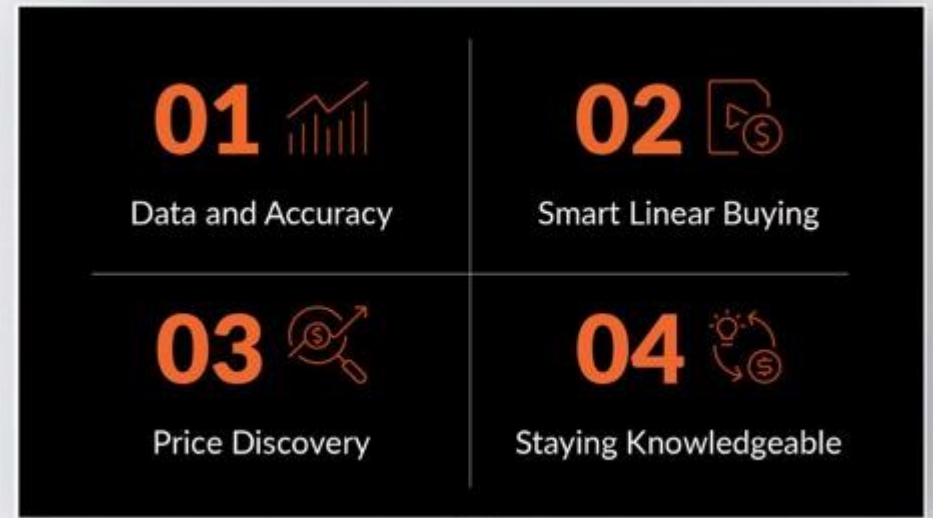 01
Data and Accuracy
02
Smart Linear Buying
03
Price Discovery
04
Staying Knowledgeable